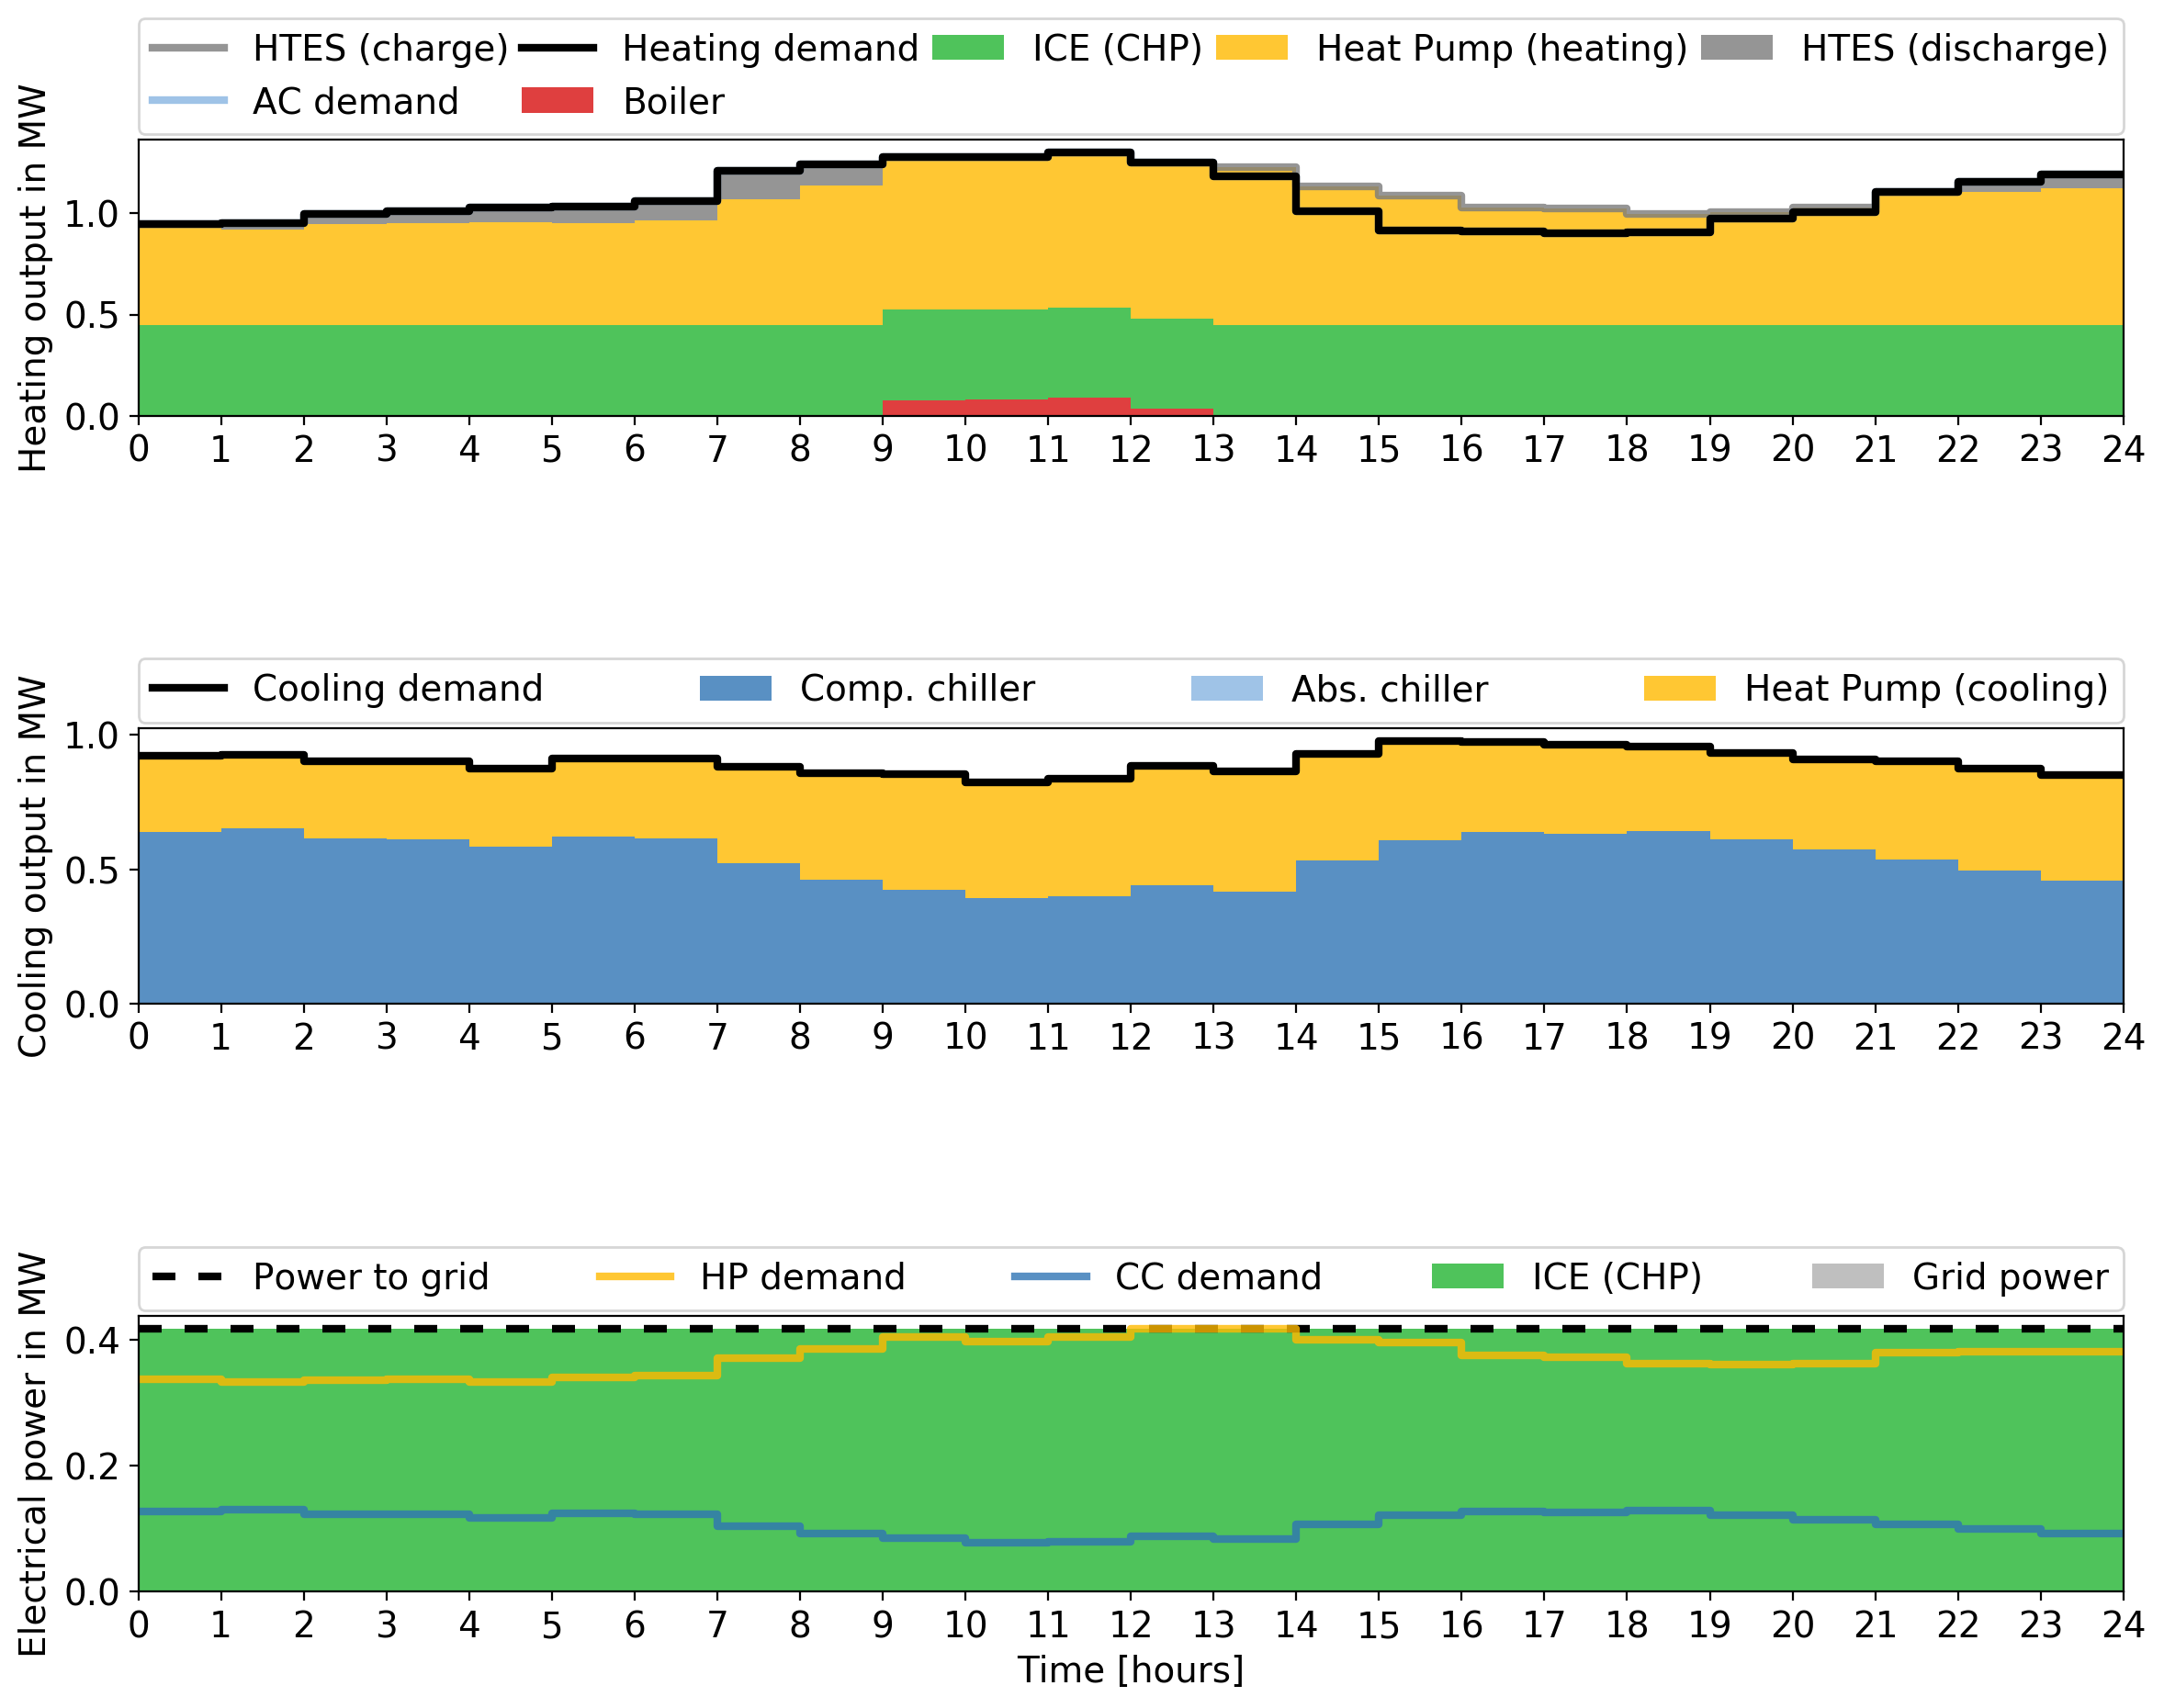 HTES (charge) Heating demand ICE (CHP) Heat Pump (heating) HTES (discharge)
AC demand Boiler
Heating output in MW
1.0
0.5
0.0
0 1 2 3 4 5 6 7 8 9 10 11 12 13 14 15 16 17 18 19 20 21 22 23 24
Cooling demand Comp. chiller Abs. chiller Heat Pump (cooling)
Cooling output in MW
1.0
0.5
0.0
0 1 2 3 4 5 6 7 8 9 10 11 12 13 14 15 16 17 18 19 20 21 22 23 24
Power to grid HP demand CC demand ICE (CHP) Grid power
Electrical power in MW
0.4
0.2
0.0
0 1 2 3 4 5 6 7 8 9 10 11 12 13 14 15 16 17 18 19 20 21 22 23 24
Time [hours]